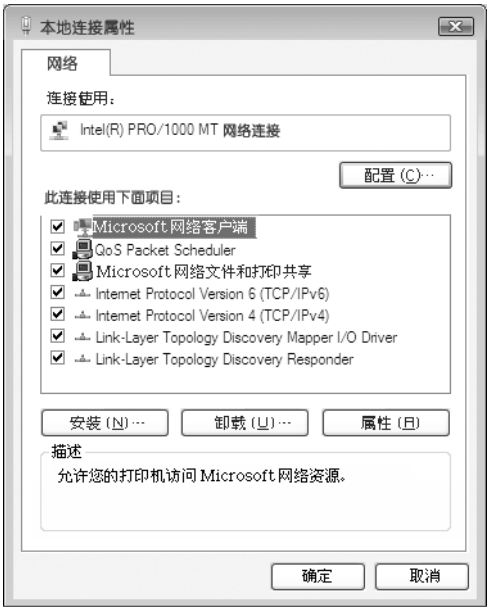 本地连接属性
网络
连接使用：
Intel(R) PRO/1000 MT 网络连接
配置 (C)…
此连接使用下面项目：
Microsoft 网络客户端
QoS Packet Scheduler
Microsoft 网络文件和打印共享
Internet Protocol Version 6 (TCP/IPv6)
Internet Protocol Version 4 (TCP/IPv4)
Link-Layer Topology Discovery Mapper I/O Driver
Link-Layer Topology Discovery Responder
安装 (N)… 卸载 (U)… 属性 (R)
描述
允许您的打印机访问 Microsoft 网络资源。
确定 取消